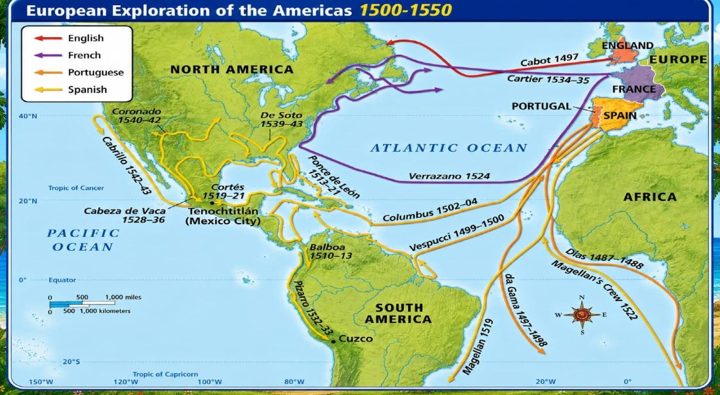 European Exploration of the Americas 1500-1550
English
French
Portuguese
Spanish
NORTH AMERICA
Cabot 1497
ENGLAND
EUROPE
Cartier 1534–35
FRANCE
PORTUGAL
SPAIN
Coronado
1540–42
De Soto
1539–43
40°N
40°N
ATLANTIC OCEAN
Cabrillo 1542–43
Ponce de León
1513–21
Verrazano 1524
Tropic of Cancer
Cortés
1519–21
AFRICA
20°N
20°N
Cabeza de Vaca
1528–36
Tenochtitlán
(Mexico City)
Columbus 1502–04
PACIFIC
OCEAN
Vespucci 1499–1500
Balboa
1510–13
Dias 1487–1488
Magellan's Crew 1522
0°
Equator
0°
0 500 1,000 miles
0 500 1,000 kilometers
Pizarro 1532–33
SOUTH
AMERICA
da Gama 1497-1498
Magellan 1519
N
W
E
S
Cuzco
20°S
Tropic of Capricorn
150°W
120°W
100°W
80°W
20°W
0°